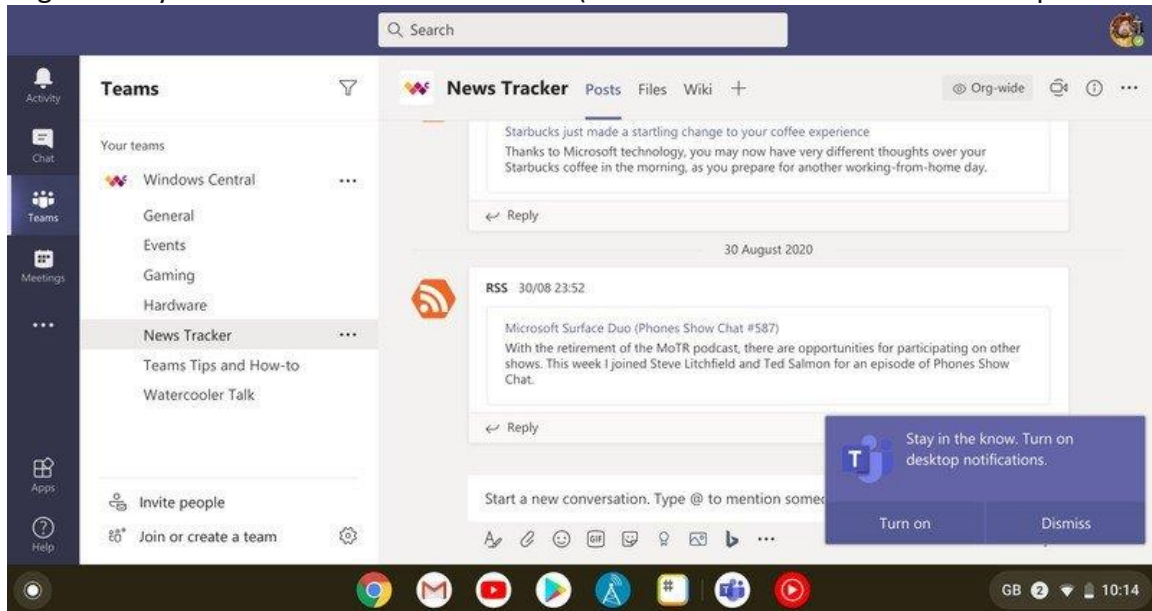 Search
Activity
Chat
Teams
Meetings
Apps
Help
Teams
Your teams
Windows Central
General
Events
Gaming
Hardware
News Tracker
Teams Tips and How-to
Watercooler Talk
Invite people
Join or create a team
News Tracker Posts Files Wiki
Org-wide
Starbucks just made a startling change to your coffee experience
Thanks to Microsoft technology, you may now have very different thoughts over your
Starbucks coffee in the morning, as you prepare for another working-from-home day.
Reply
30 August 2020
RSS 30/08 23:52
Microsoft Surface Duo (Phones Show Chat #587)
With the retirement of the MoTR podcast, there are opportunities for participating on other
shows. This week I joined Steve Litchfield and Ted Salmon for an episode of Phones Show
Chat.
Reply
Start a new conversation. Type @ to mention
GIF
Stay in the know. Turn on
desktop notifications.
Turn on Dismiss
GB 2 10:14